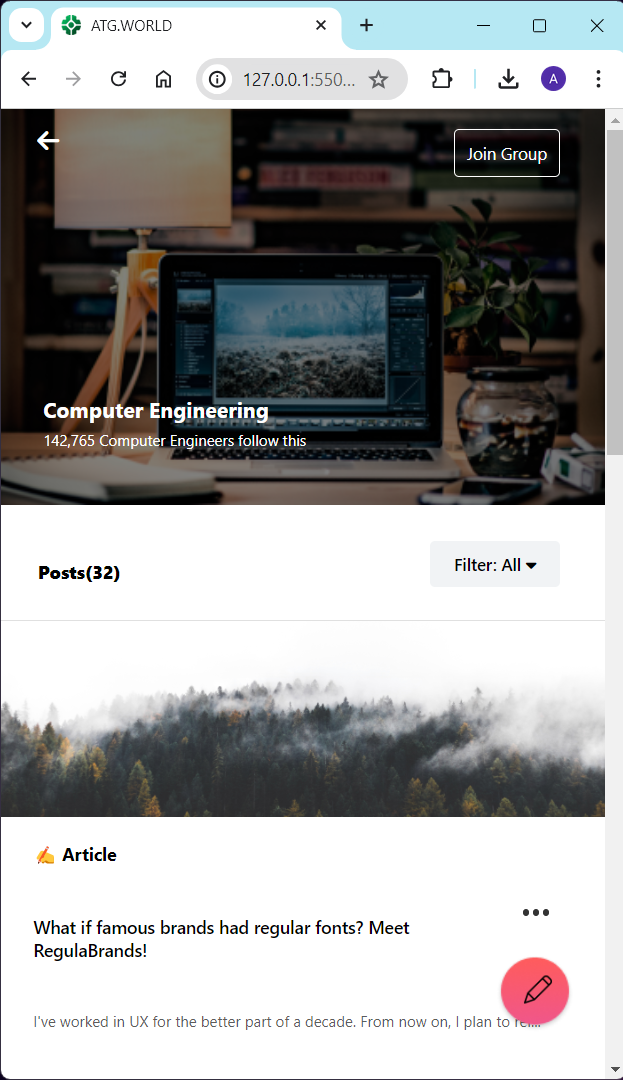 ATG.WORLD
127.0.0.1:550...
A
Join Group
Computer Engineering
142,765 Computer Engineers follow this
Posts(32)
Filter: All
✍️ Article
What if famous brands had regular fonts? Meet
RegulaBrands!
I've worked in UX for the better part of a decade. From now on, I plan to rei...